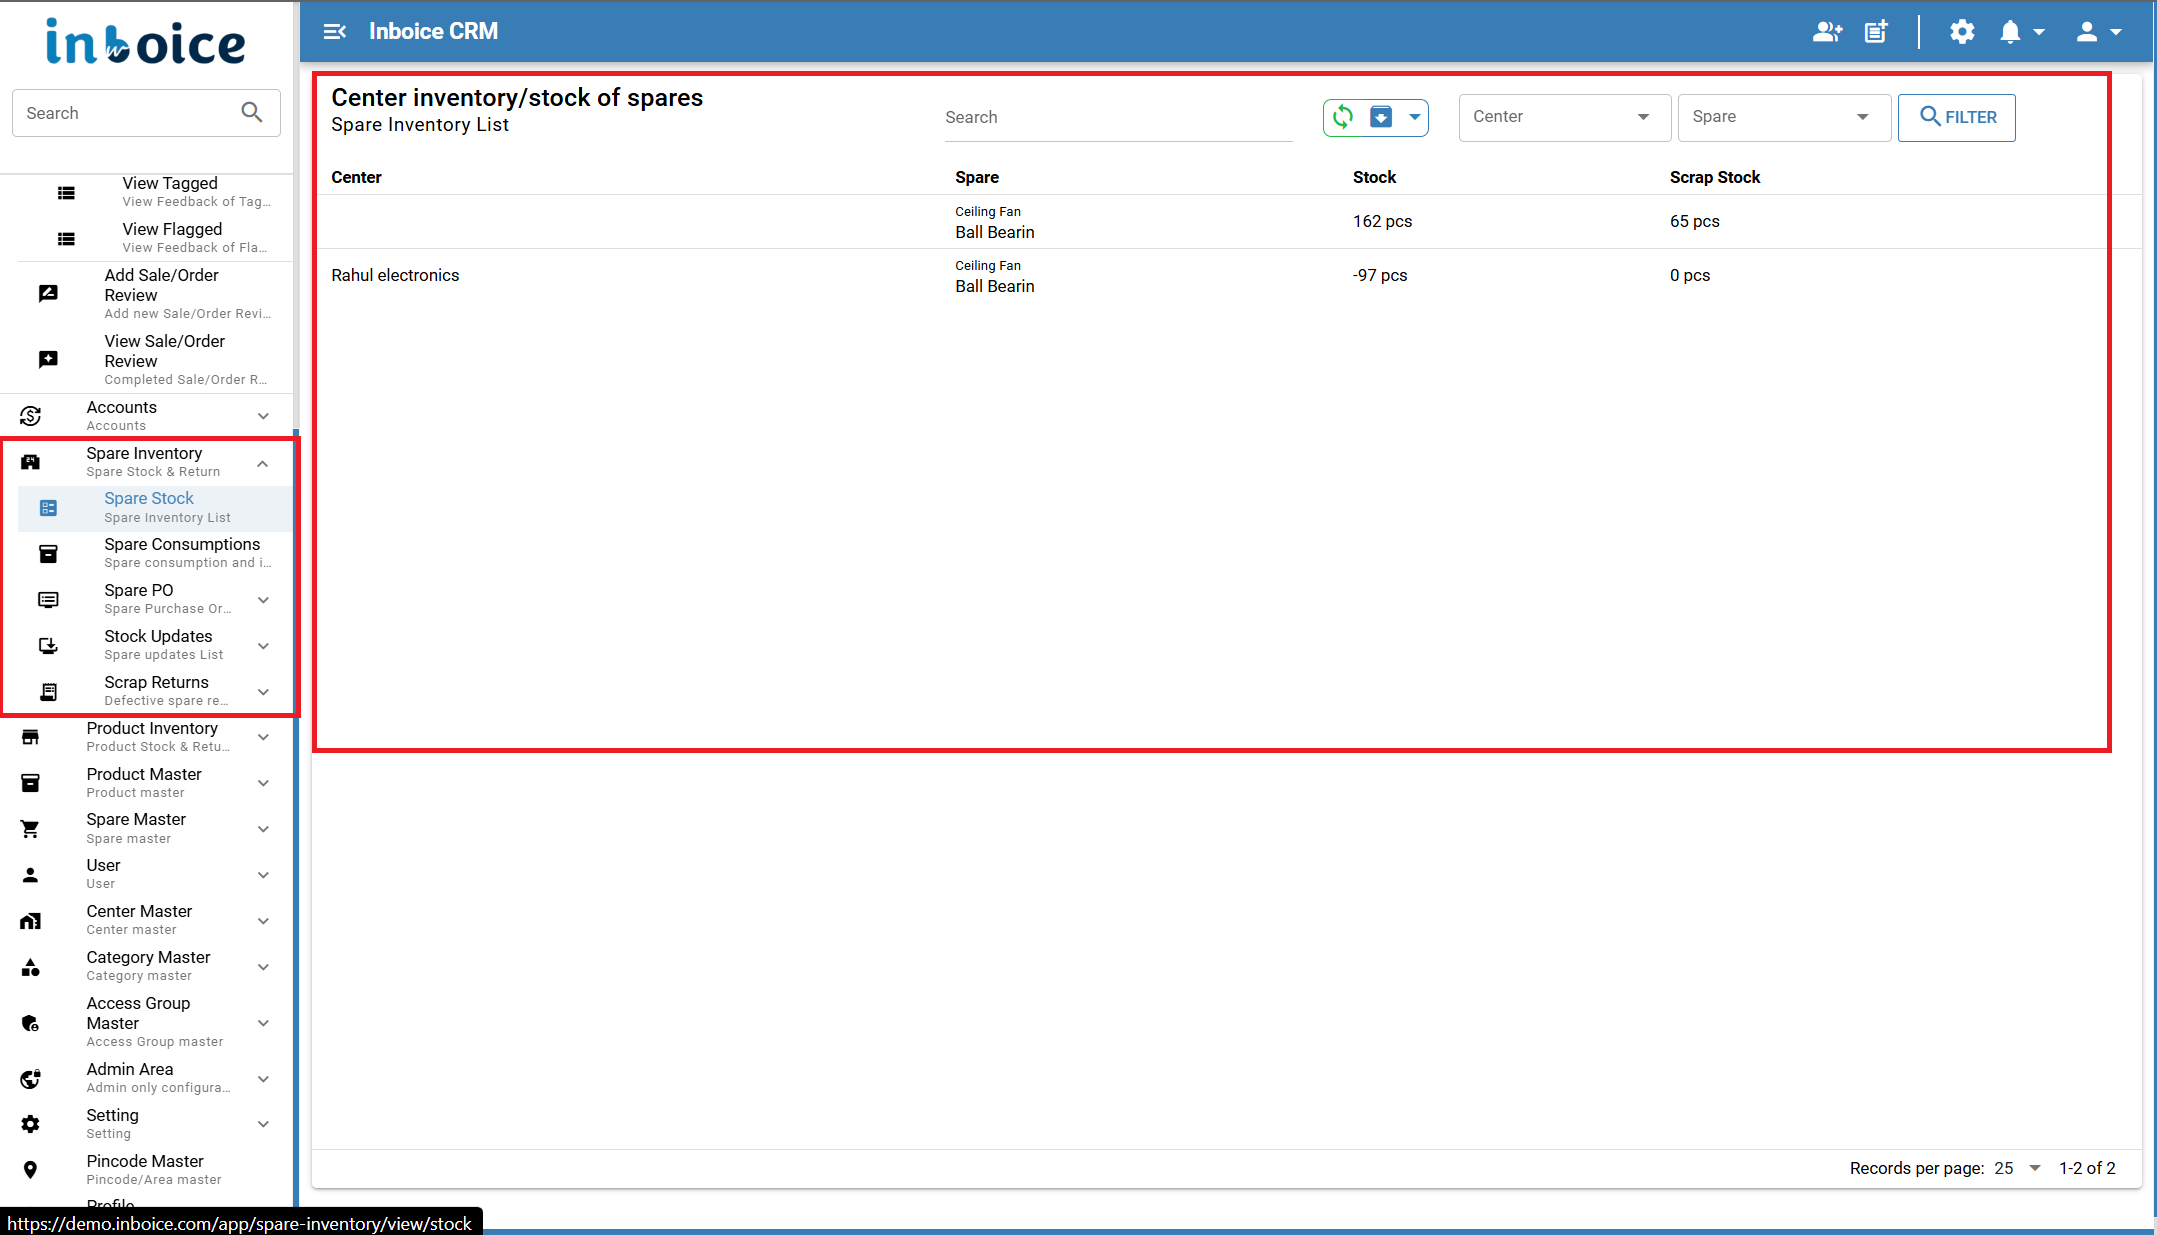 inboice
Search
View Tagged
View Feedback of Tag...
View Flagged
View Feedback of Fla...
Add Sale/Order
Review
Add new Sale/Order Revi...
View Sale/Order
Review
Completed Sale/Order R...
Accounts
Accounts
Spare Inventory
Spare Stock & Return
Spare Stock
Spare Inventory List
Spare Consumptions
Spare consumption and i...
Spare PO
Spare Purchase Or...
Stock Updates
Spare updates List
Scrap Returns
Defective spare re...
Product Inventory
Product Stock & Retu...
Product Master
Product master
Spare Master
Spare master
User
User
Center Master
Center master
Category Master
Category master
Access Group
Master
Access Group master
Admin Area
Admin only configura...
Setting
Setting
Pincode Master
Pincode/Area master
Profile
https://demo.inboice.com/app/spare-inventory/view/stock
Inboice CRM
Center inventory/stock of spares
Spare Inventory List
Search
Center
Spare
FILTER
Center Spare Stock Scrap Stock
Ceiling Fan
Ball Bearin 162 pcs 65 pcs
Ceiling Fan
Rahul electronics Ball Bearin -97 pcs 0 pcs
Records per page: 25 1-2 of 2